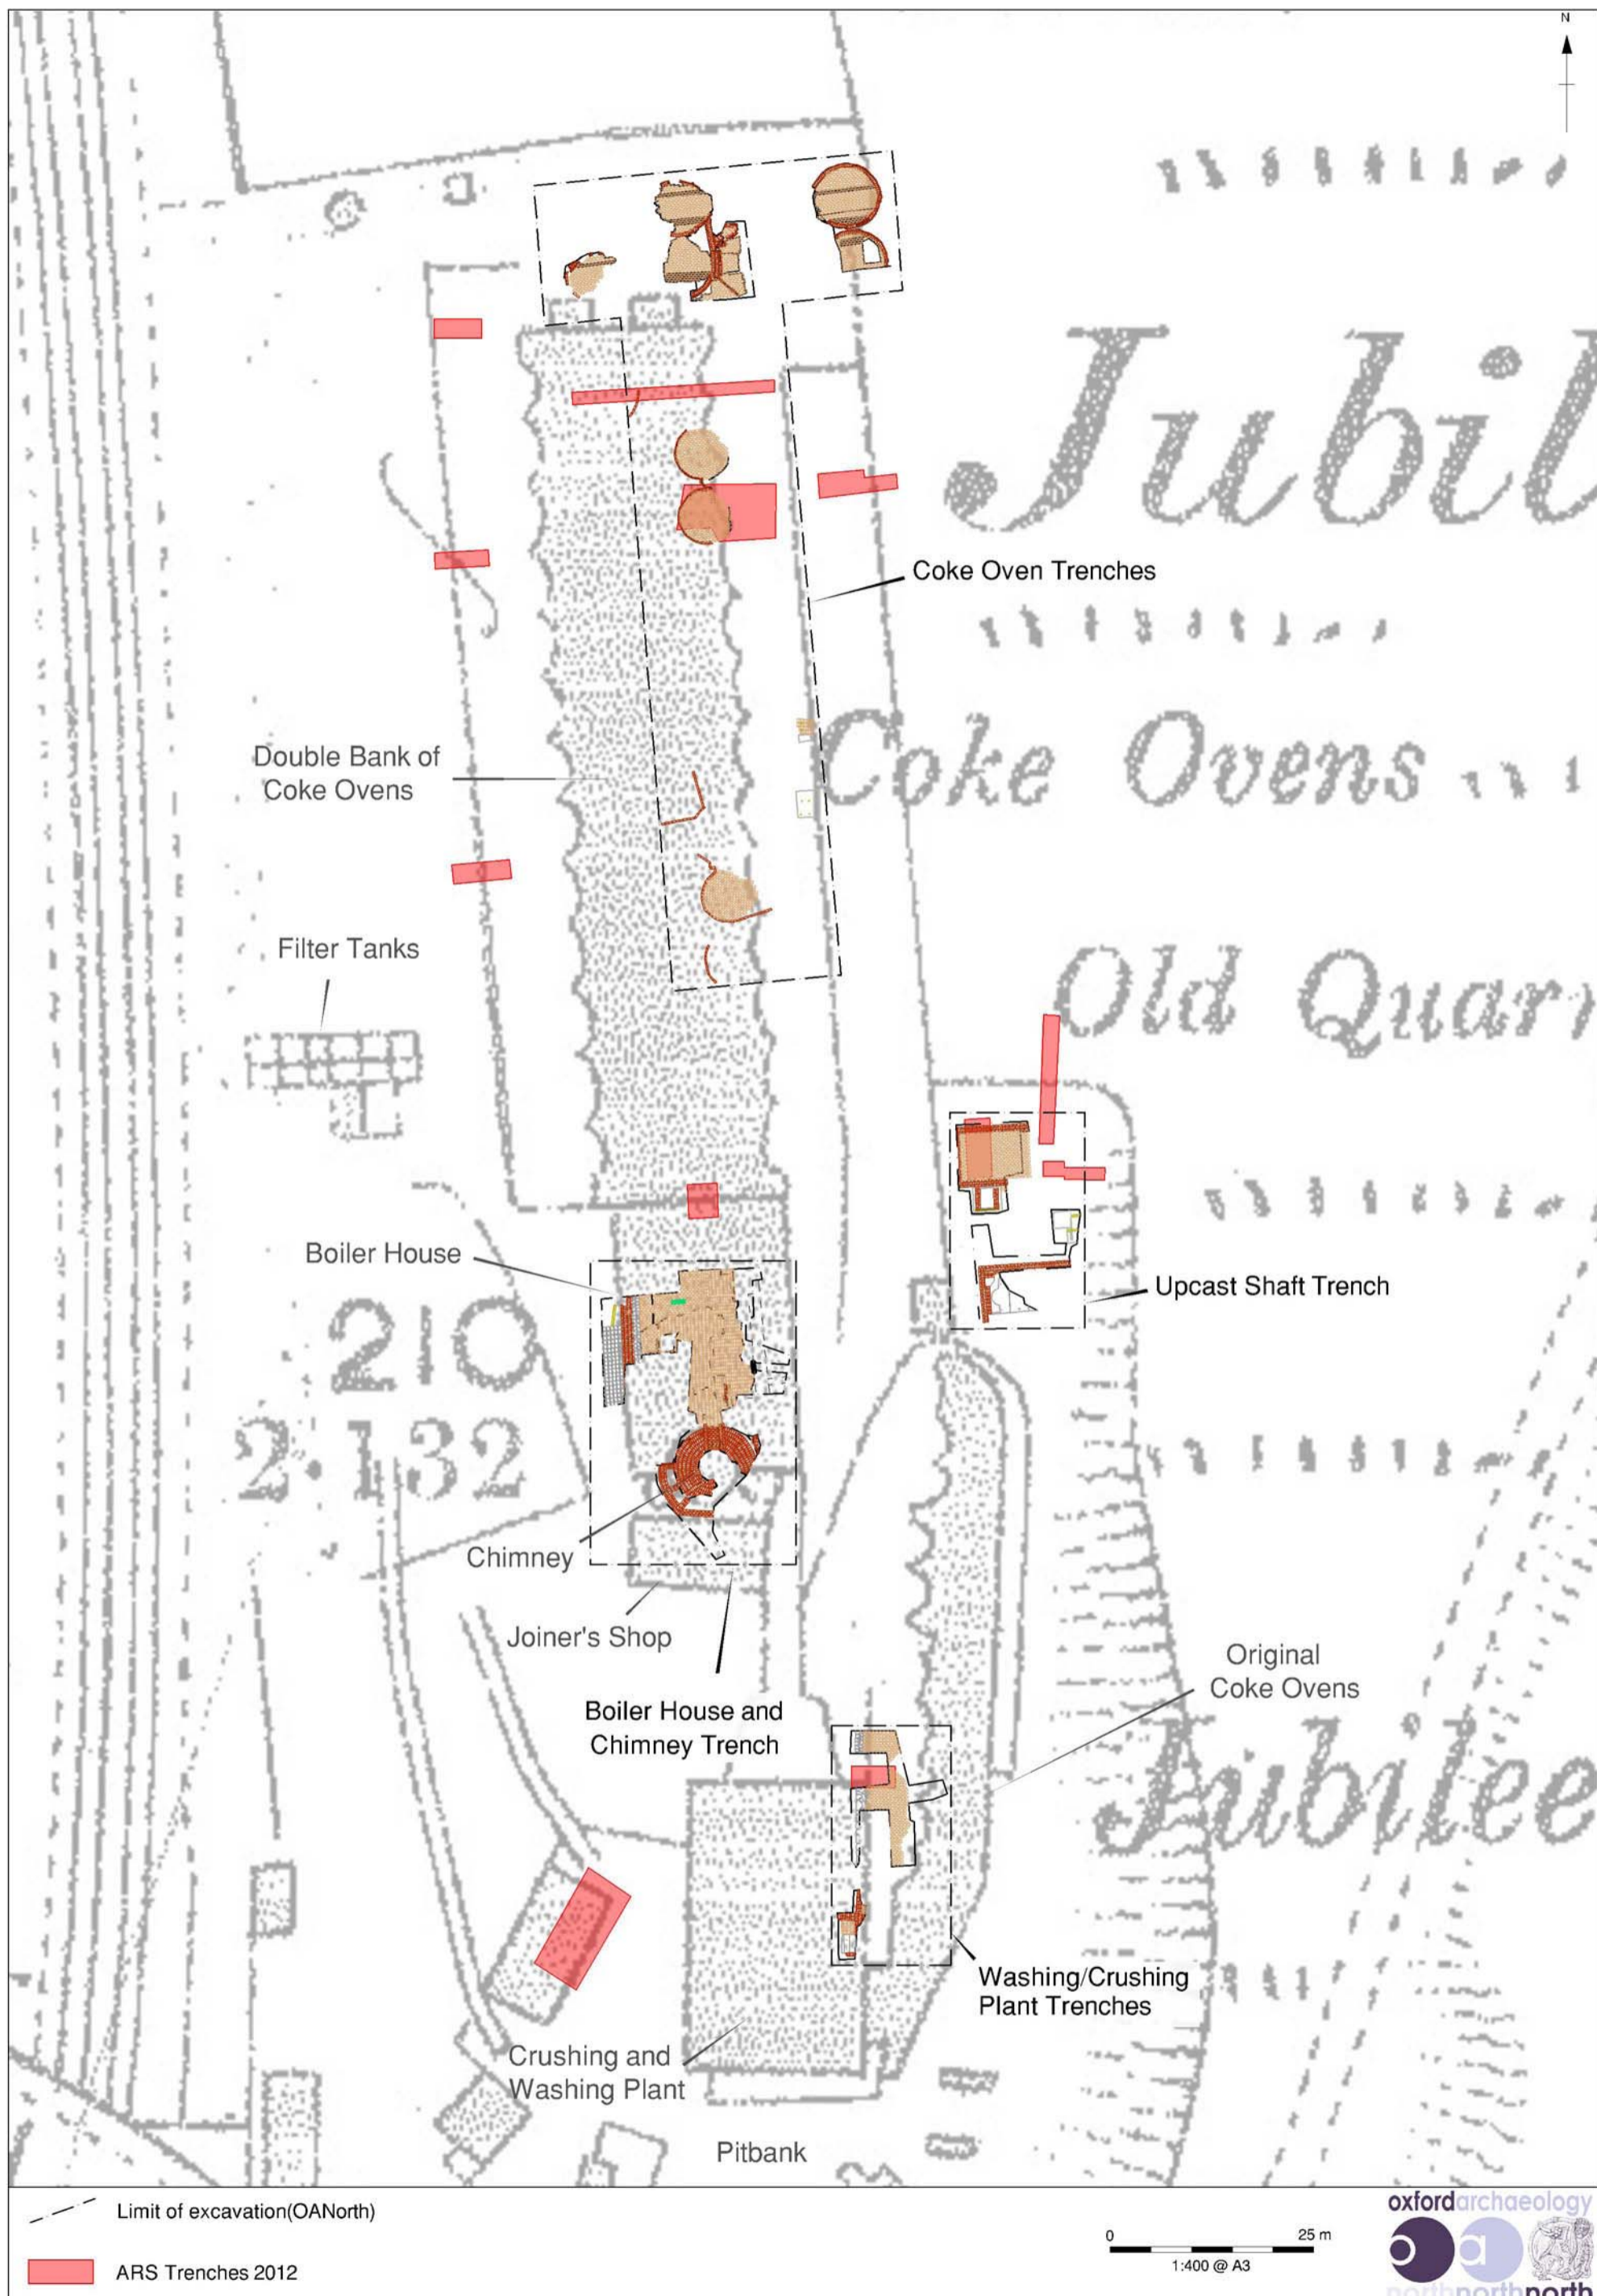 N
Jubil
Coke Oven Trenches
Coke Ovens
Double Bank of
Coke Ovens
Filter Tanks
Old Quarr
Boiler House
Upcast Shaft Trench
210
2·132
Chimney
Joiner's Shop
Original
Coke Ovens
Boiler House and
Chimney Trench
Jubilee
Washing/Crushing
Plant Trenches
Crushing and
Washing Plant
Pitbank
Limit of excavation(OANorth)
ARS Trenches 2012
0 25 m
1:400 @ A3
oxfordarchaeology
o a
northnorthnorth